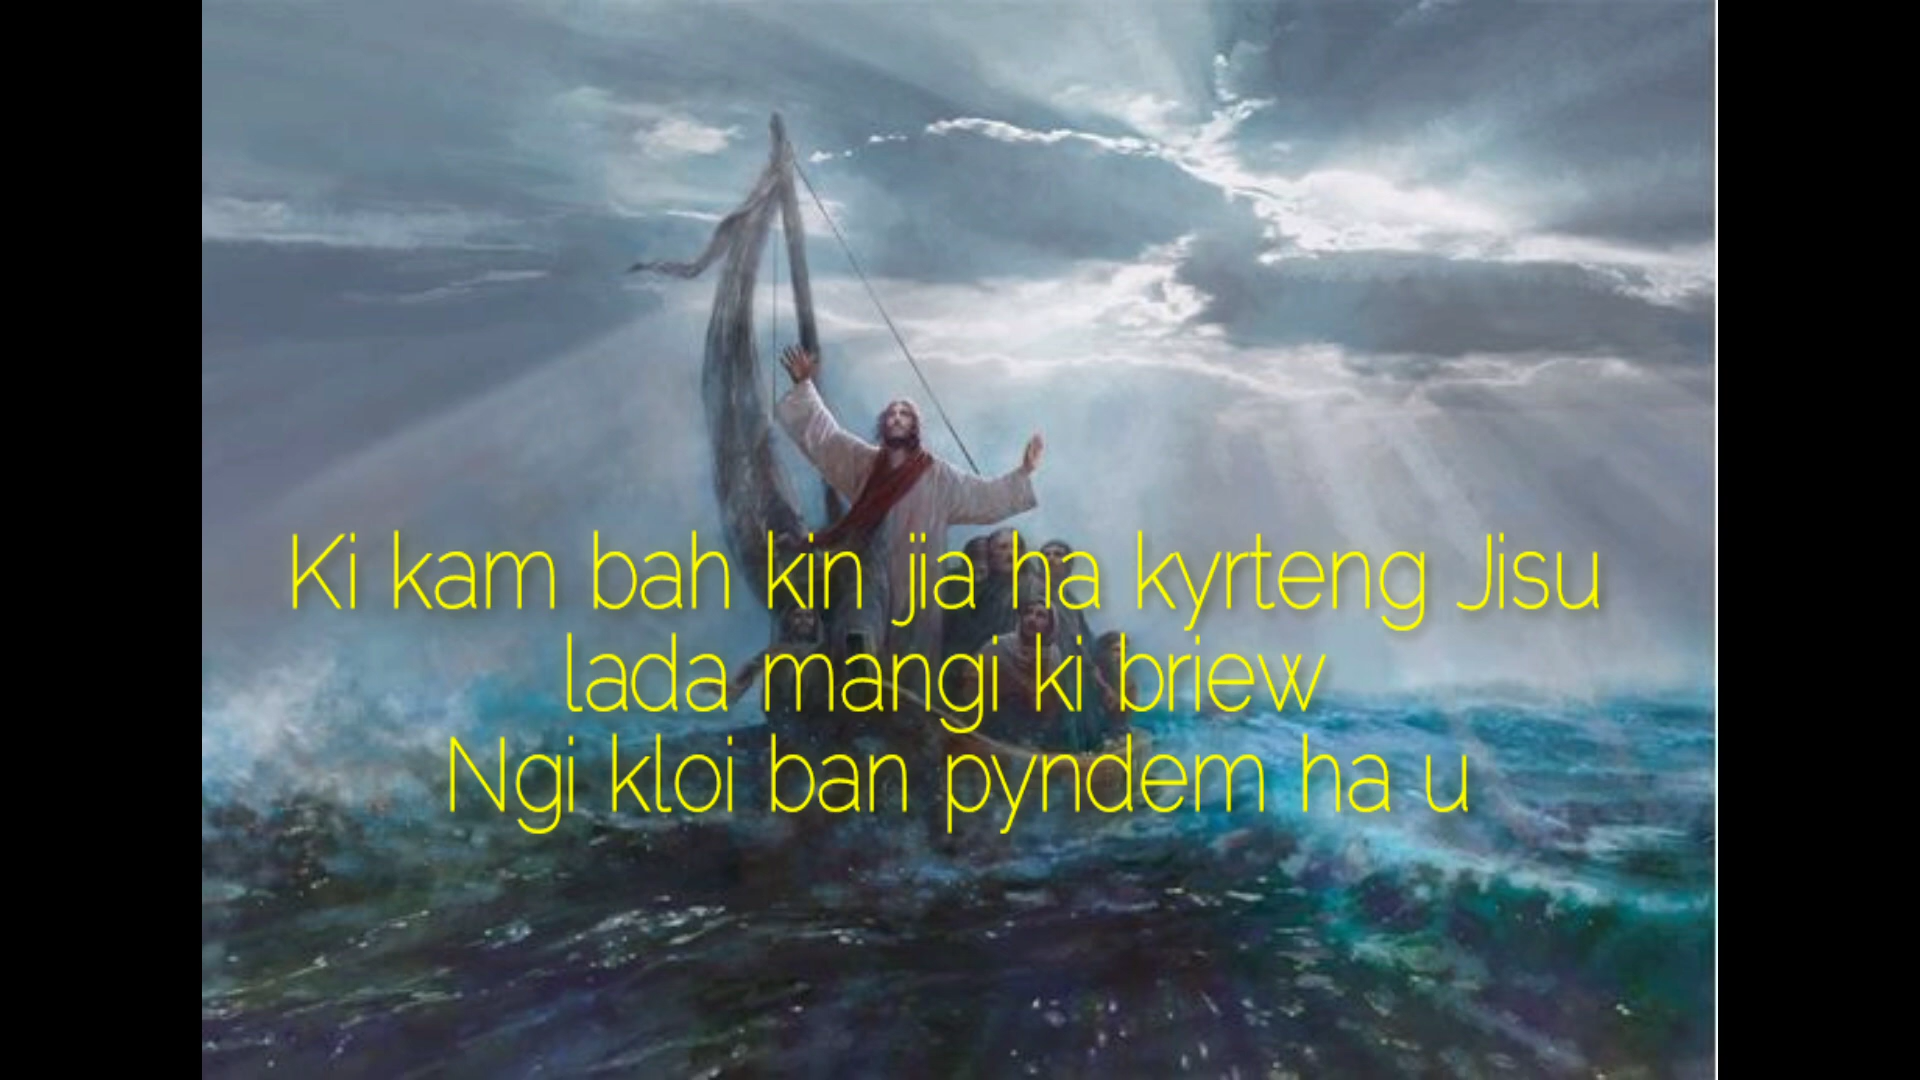 Ki kam bah kin jia ha kyrteng Jisu
lada mangi ki briew
Ngi kloi ban pyndem ha u